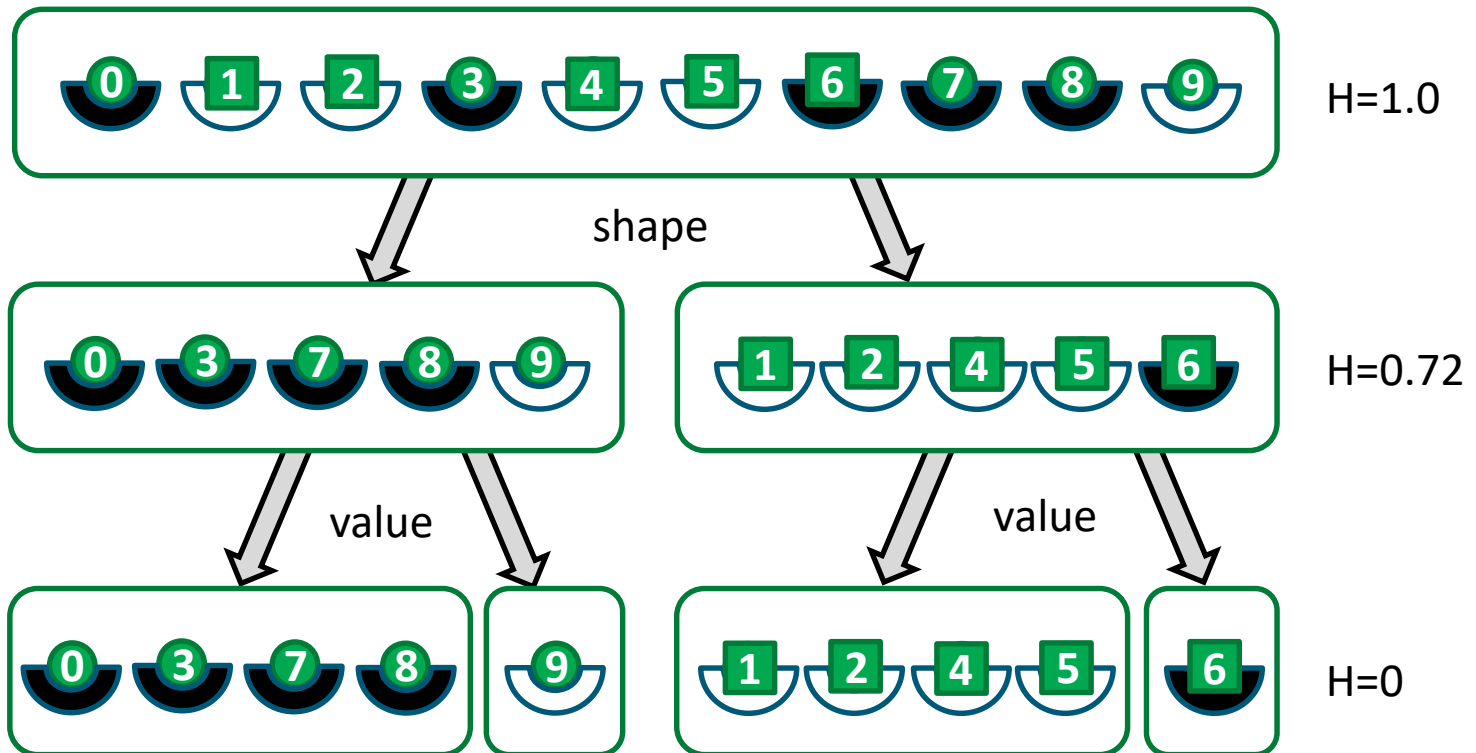 0 1 2 3 4 5 6 7 8 9 H=1.0
shape
0 3 7 8 9 1 2 4 5 6 H=0.72
value value
0 3 7 8 9 1 2 4 5 6 H=0